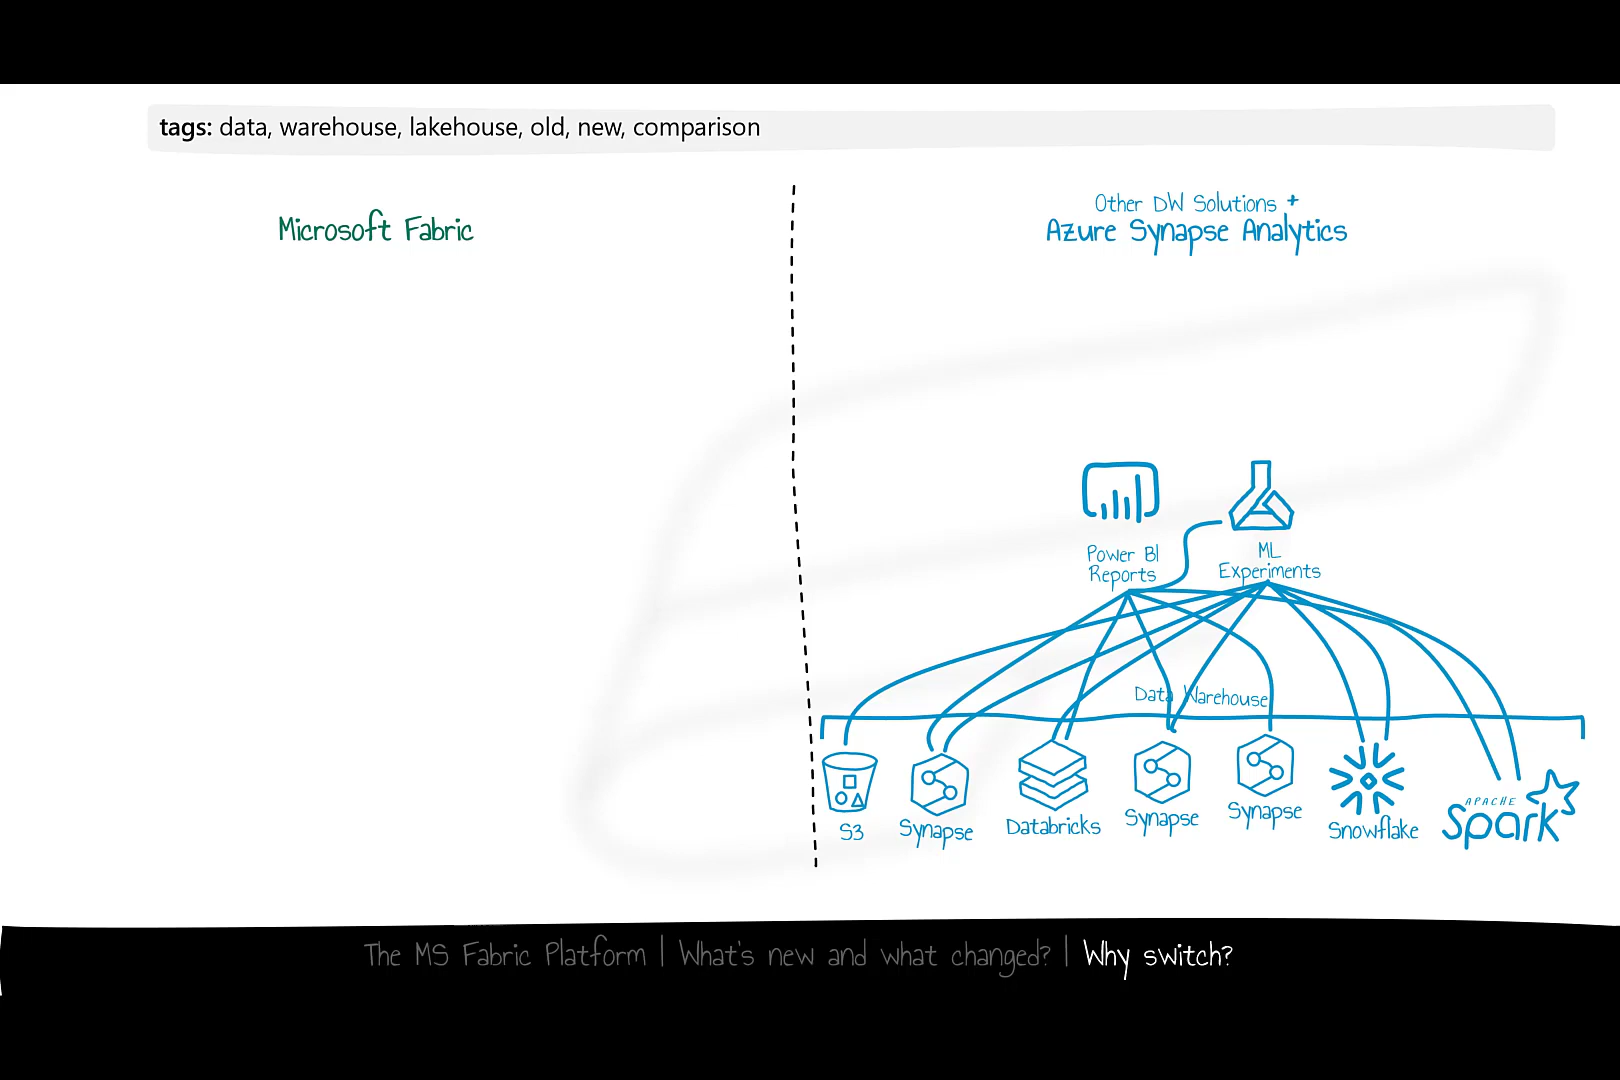 tags: data, warehouse, lakehouse, old, new, comparison
Microsoft Fabric
Other DW Solutions +
Azure Synapse Analytics
Power BI
Reports
ML
Experiments
Data Warehouse
S3
Synapse
Databricks
Synapse
Synapse
Snowflake
APACHE
Spark
The MS Fabric Platform | What's new and what changed? | Why switch?